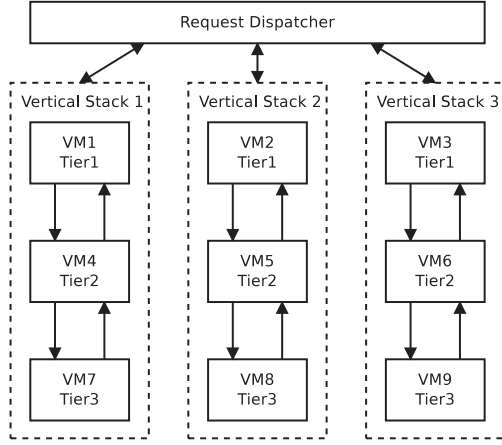 Request Dispatcher
Vertical Stack 1
Vertical Stack 2
Vertical Stack 3
VM1
Tier1
VM2
Tier1
VM3
Tier1
VM4
Tier2
VM5
Tier2
VM6
Tier2
VM7
Tier3
VM8
Tier3
VM9
Tier3